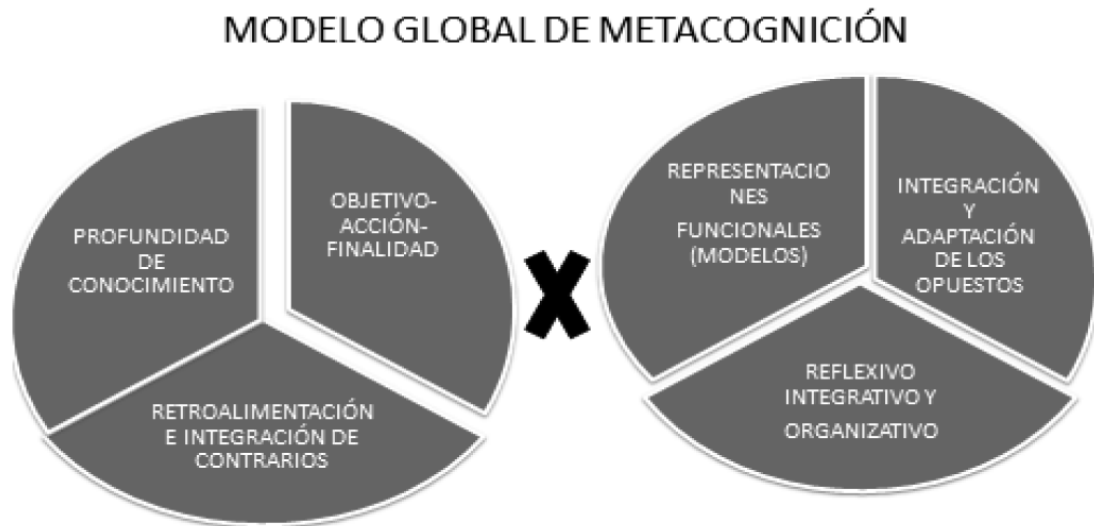 MODELO GLOBAL DE METACOGNICIÓN
PROFUNDIDAD
DE
CONOCIMIENTO
OBJETIVO-
ACCIÓN-
FINALIDAD
RETROALIMENTACIÓN
E INTEGRACIÓN DE
CONTRARIOS
X
REPRESENTACIO
NES
FUNCIONALES
(MODELOS)
INTEGRACIÓN
Y
ADAPTACIÓN
DE LOS
OPUESTOS
REFLEXIVO
INTEGRATIVO Y
ORGANIZATIVO